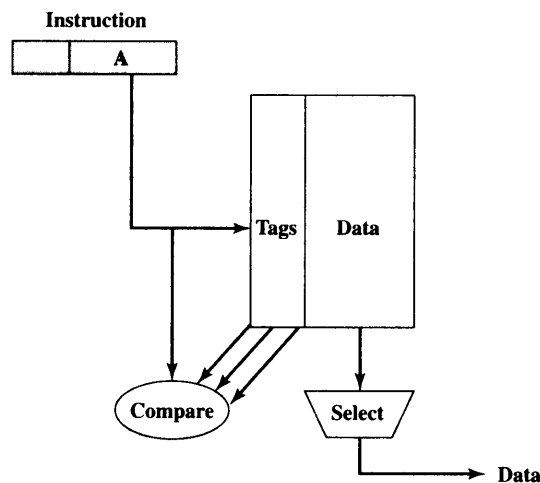 Instruction
A
Tags Data
Compare
Select
Data